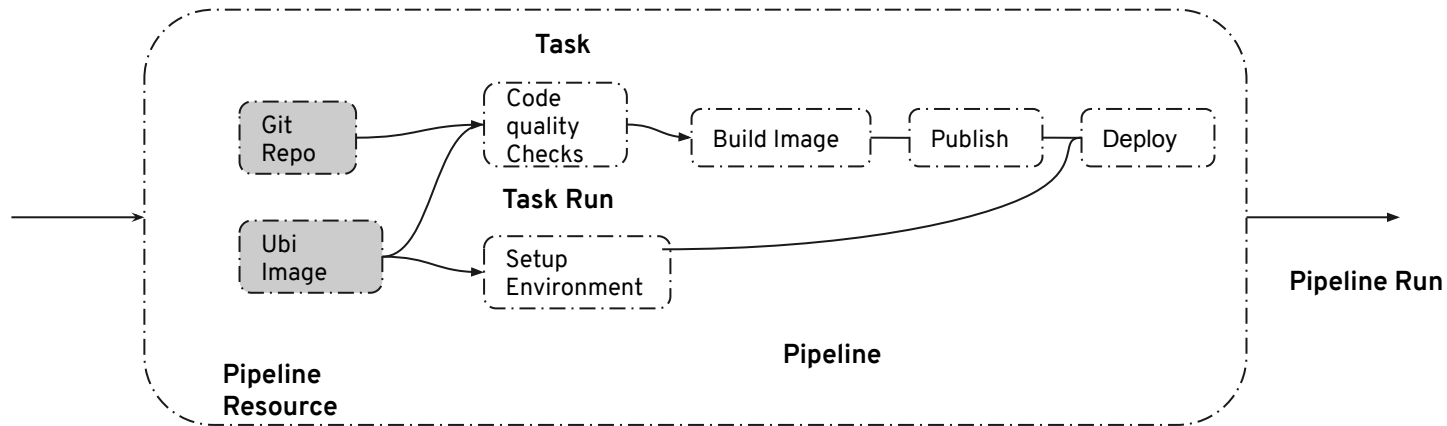 Task
Git
Repo
Code
quality
Checks
Build Image
Publish
Deploy
Task Run
Ubi
Image
Setup
Environment
Pipeline Run
Pipeline
Pipeline
Resource